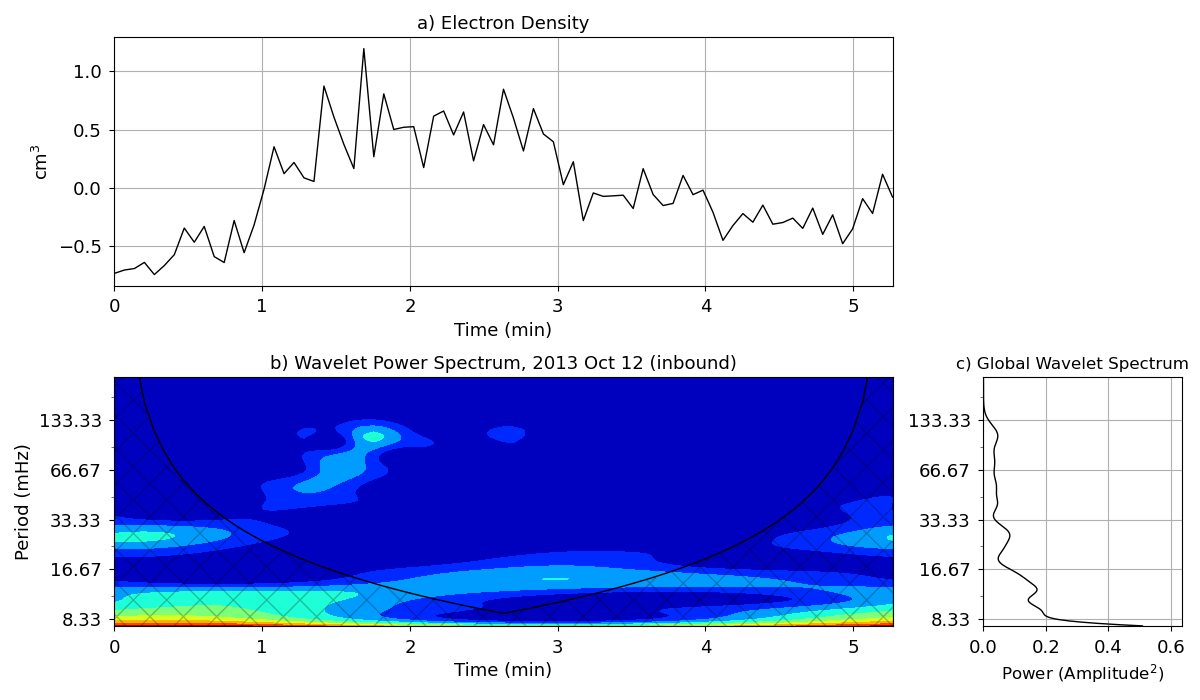 a) Electron Density
1.0
0.5
0.0
−0.5
cm³
0 1 2 3 4 5
Time (min)
b) Wavelet Power Spectrum, 2013 Oct 12 (inbound)
133.33
66.67
33.33
16.67
8.33
Period (mHz)
0 1 2 3 4 5
Time (min)
c) Global Wavelet Spectrum
133.33
66.67
33.33
16.67
8.33
0.0 0.2 0.4 0.6
Power (Amplitude²)